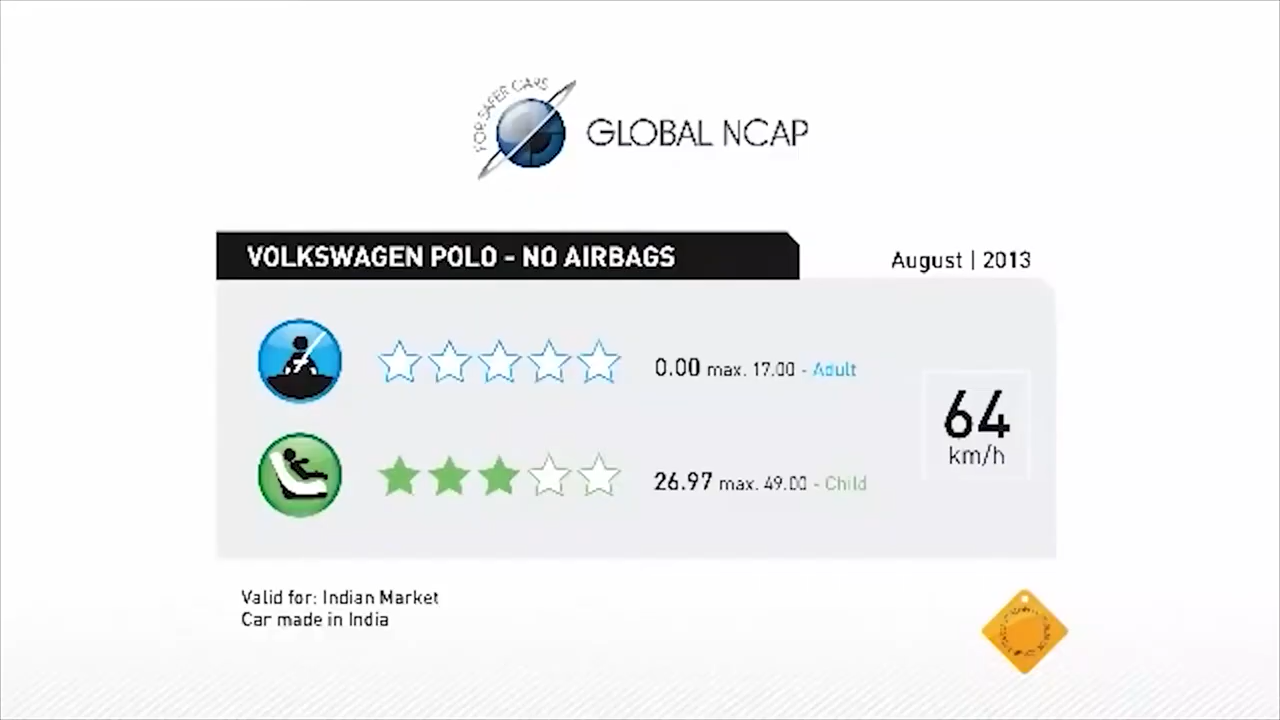 FOR SAFER CARS
GLOBAL NCAP
VOLKSWAGEN POLO - NO AIRBAGS
August | 2013
0.00 max. 17.00 - Adult
26.97 max. 49.00 - Child
64
km/h
Valid for: Indian Market
Car made in India